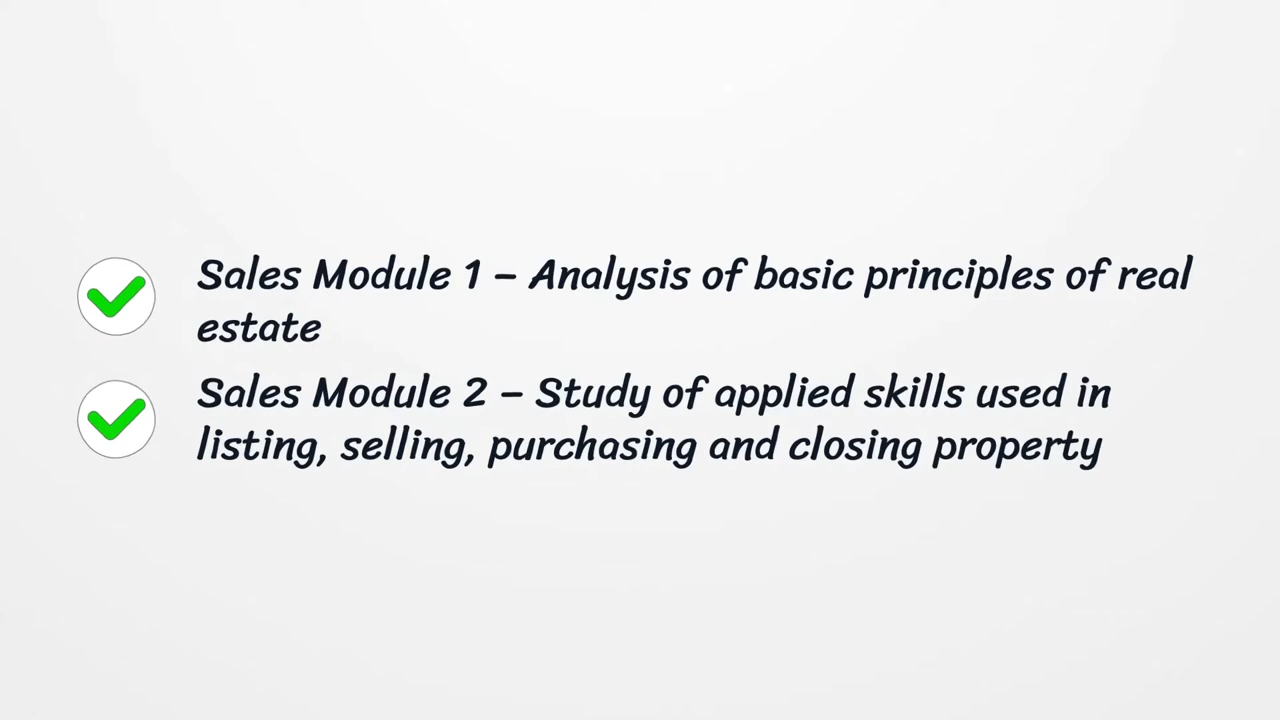 Sales Module 1 – Analysis of basic principles of real
estate
Sales Module 2 – Study of applied skills used in
listing, selling, purchasing and closing property